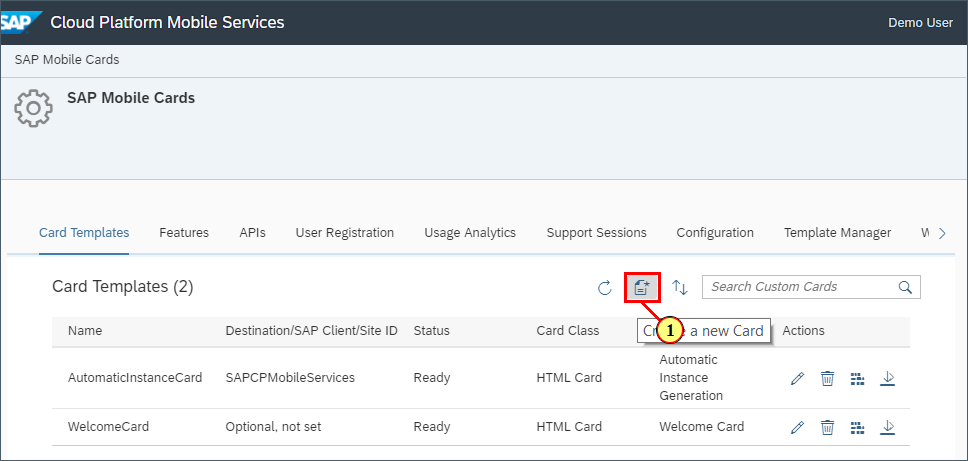 SAP Cloud Platform Mobile Services Demo User
SAP Mobile Cards
SAP Mobile Cards
Card Templates Features APIs User Registration Usage Analytics Support Sessions Configuration Template Manager
Card Templates (2) Search Custom Cards
1 a new Card
Name Destination/SAP Client/Site ID Status Card Class Actions
AutomaticInstanceCard SAPCPMobileServices Ready HTML Card Automatic
Instance
Generation
WelcomeCard Optional, not set Ready HTML Card Welcome Card